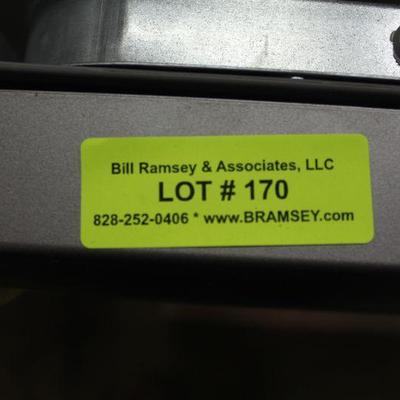 Bill Ramsey & Associates, LLC
LOT # 170
828-252-0406 * www.BRAMSEY.com